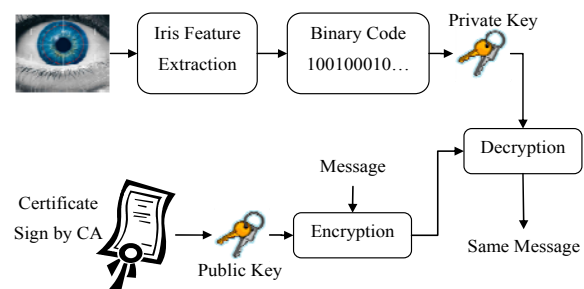 Iris Feature
Extraction
Binary Code
100100010...
Private Key
Decryption
Same Message
Message
Encryption
Certificate
Sign by CA
Public Key